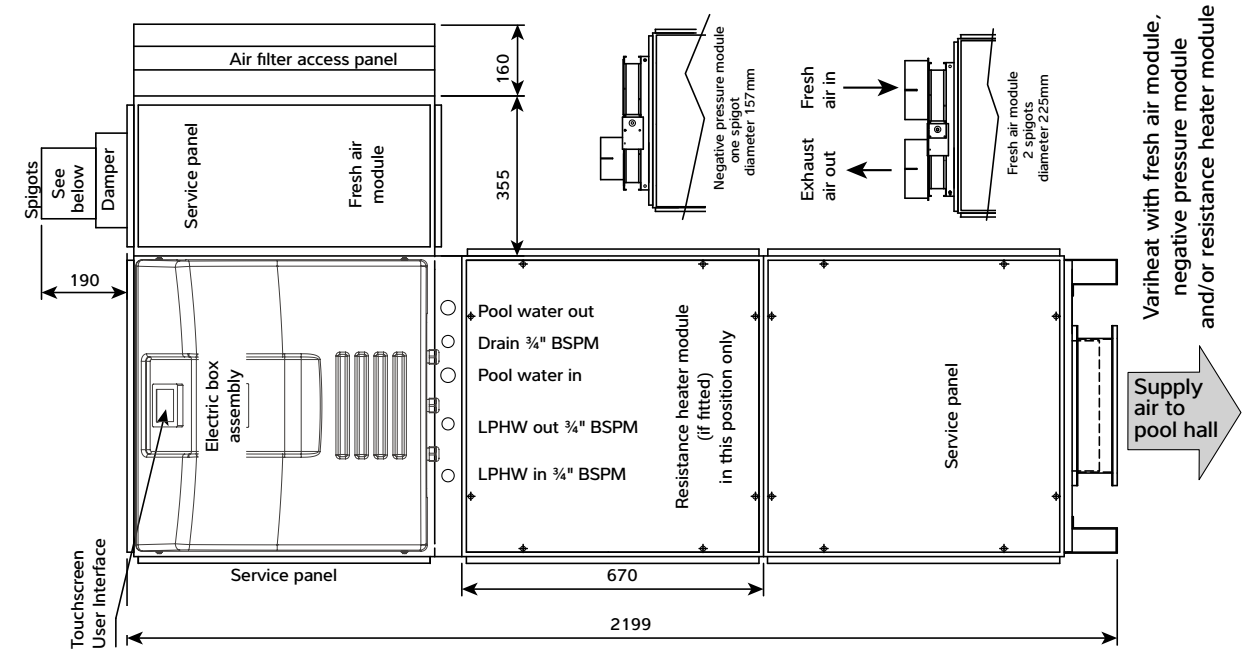 Air filter access panel
160
Spigots
See
below
Damper
Service panel
Fresh air
module
355
190
Negative pressure module
one spigot
diameter 157mm
Fresh
air in
Exhaust
air out
Fresh air module
2 spigots
diameter 225mm
Variheat with fresh air module,
negative pressure module
and/or resistance heater module
Pool water out
Drain ¾" BSPM
Pool water in
LPHW out ¾" BSPM
LPHW in ¾" BSPM
Electric box
assembly
Resistance heater module
(if fitted)
in this position only
Service panel
Supply
air to
pool hall
Touchscreen
User Interface
Service panel
670
2199